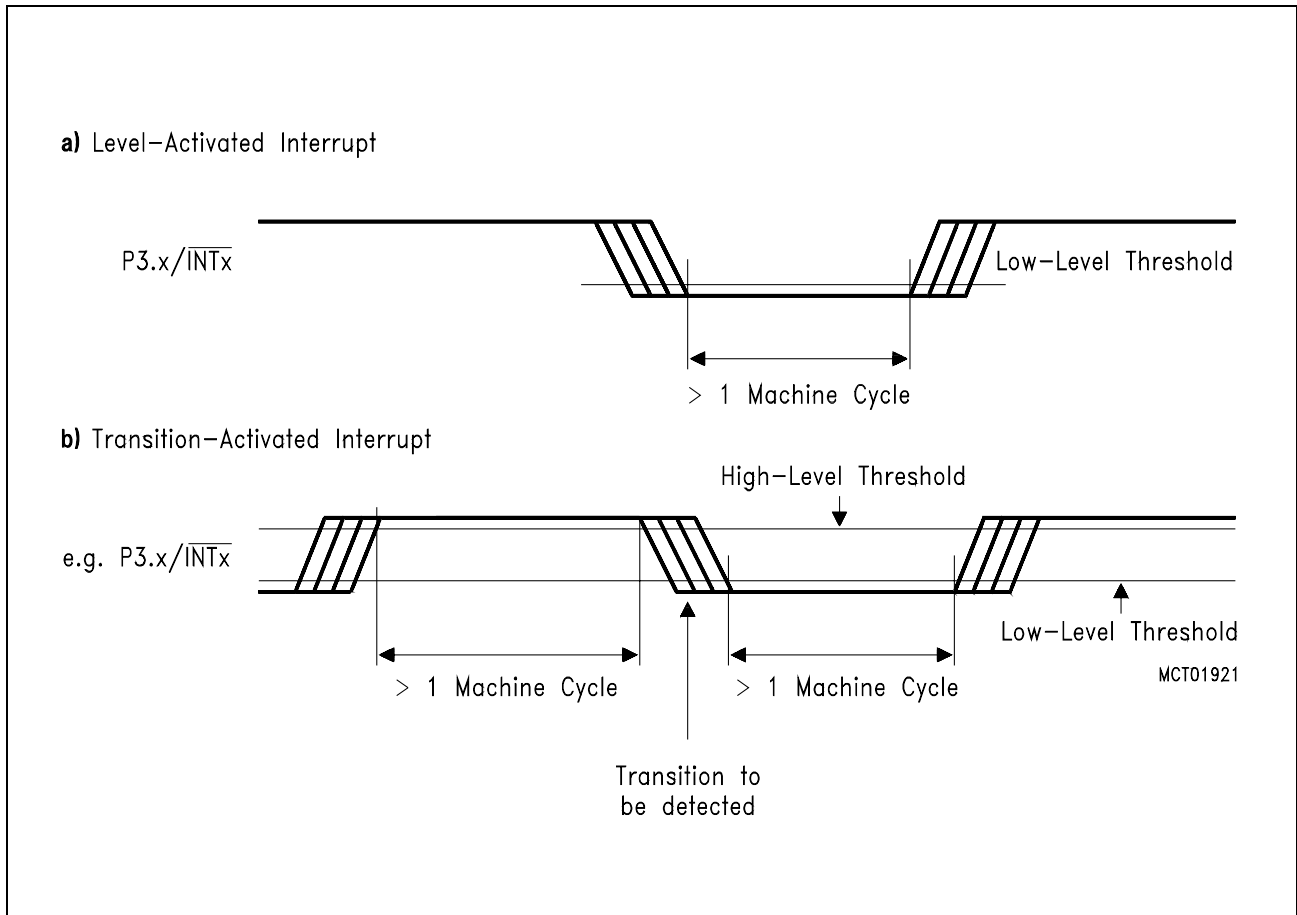 a) Level-Activated Interrupt
P3.x/INTx
Low-Level Threshold
> 1 Machine Cycle
b) Transition-Activated Interrupt
High-Level Threshold
e.g. P3.x/INTx
Low-Level Threshold
> 1 Machine Cycle
> 1 Machine Cycle
MCT01921
Transition to
be detected